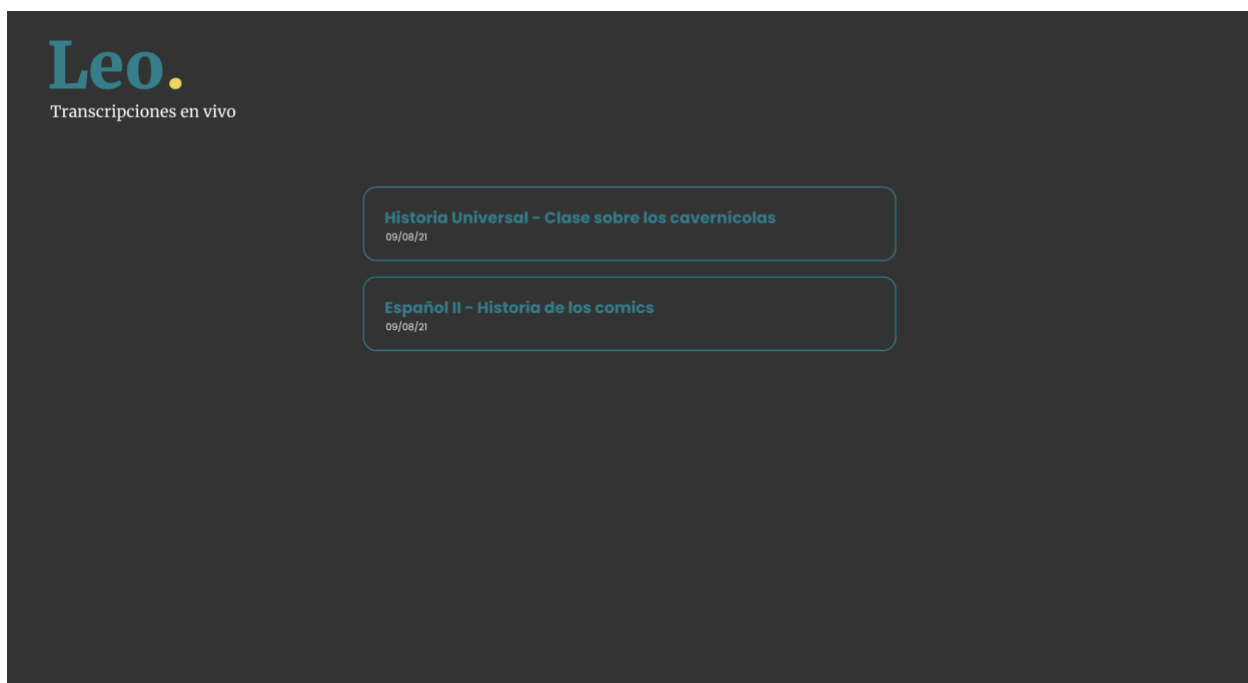 Leo.
Transcripciones en vivo
Historia Universal - Clase sobre los cavernícolas
09/08/21
Español II - Historia de los comics
09/08/21